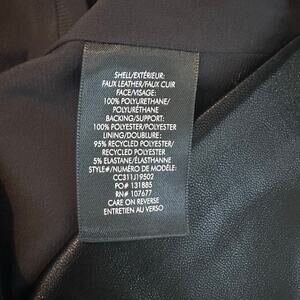 SHELL/EXTÉRIEUR:
FAUX LEATHER/FAUX CUIR
FACE/VISAGE:
100% POLYURETHANE/
POLYURÉTHANE
BACKING/SUPPORT:
100% POLYESTER/POLYESTER
LINING/DOUBLURE:
95% RECYCLED POLYESTER/
RECYCLED POLYESTER
5% ELASTANE/ÉLASTHANNE
STYLE#/NUMÉRO DE MODÈLE:
CC311J19502
PO# 131885
RN# 107677
CARE ON REVERSE
ENTRETIEN AU VERSO